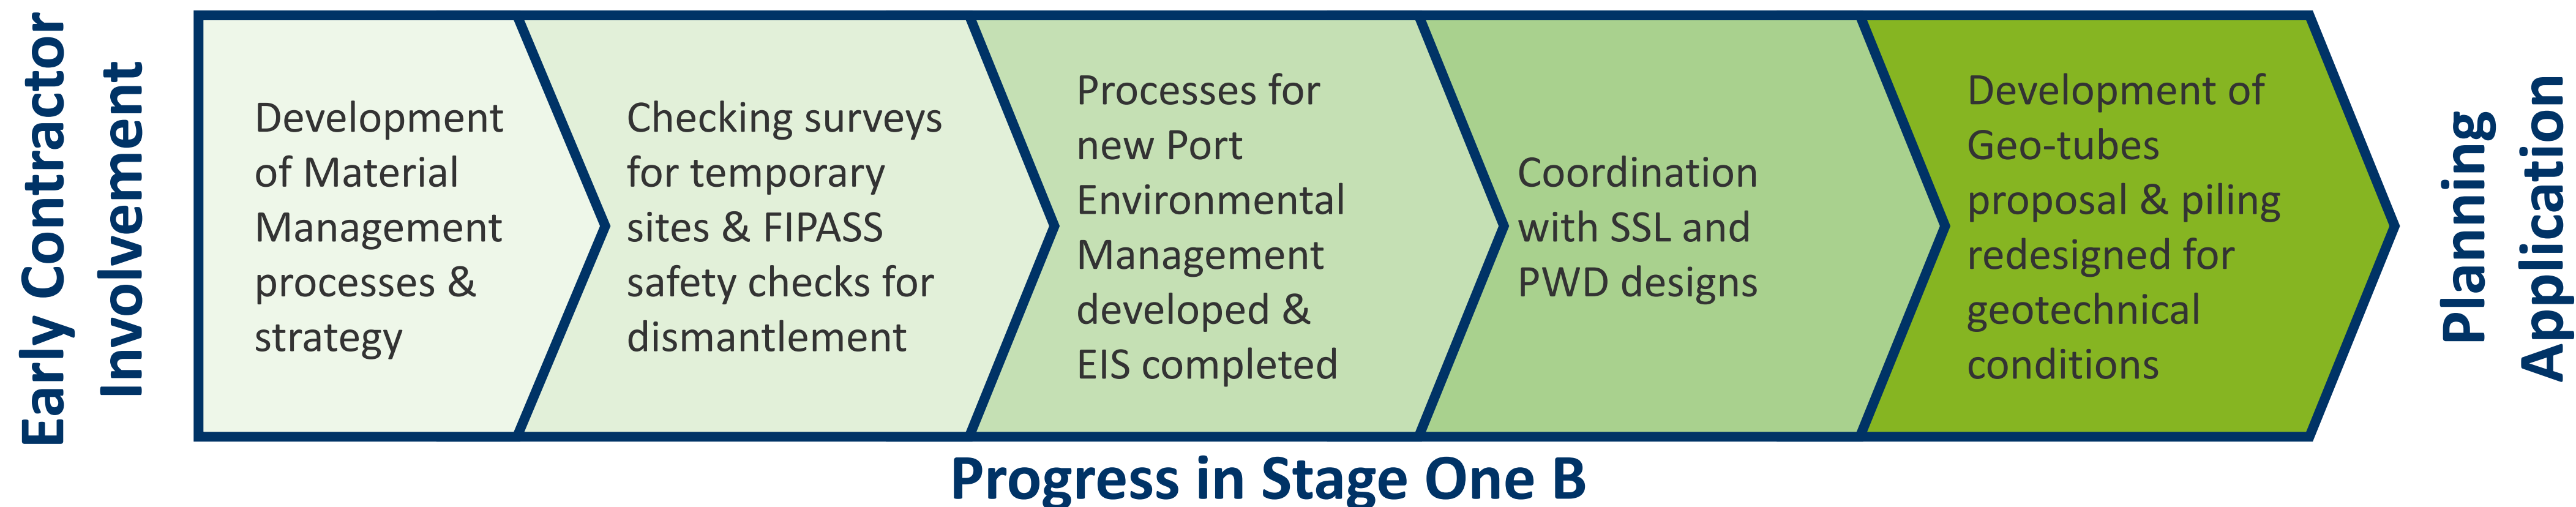 Early Contractor
Involvement
Development
of Material
Management
processes &
strategy
Checking surveys
for temporary
sites & FIPASS
safety checks for
dismantlement
Processes for
new Port
Environmental
Management
developed &
EIS completed
Coordination
with SSL and
PWD designs
Development of
Geo-tubes
proposal & piling
redesigned for
geotechnical
conditions
Planning
Application
Progress in Stage One B